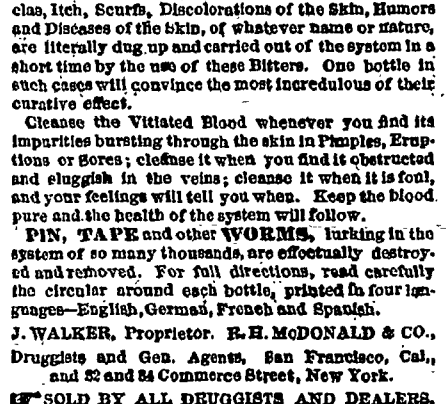 clas, Itch, Scurfs, Discolorations of the Skin, Humors
and Diseases of the Skin, of whatever name or nature,
are literally dug up and carried out of the system in a
short time by the use of these Bitters. One bottle in
such cases will convince the most incredulous of their
curative effect.
Cleanse the Vitiated Blood whenever you find its
impurities bursting through the skin in Pimples, Erup-
tions or Sores; cleanse it when you find it obstructed
and sluggish in the veins; cleanse it when it is foul,
and your feelings will tell you when. Keep the blood
pure and the health of the system will follow.
PIN, TAPE and other WORMS, lurking in the
system of so many thousands, are effectually destroy-
ed and removed. For full directions, read carefully
the circular around each bottle, printed in four lan-
guages—English, German, French and Spanish.
J. WALKER, Proprietor. R. H. McDONALD & CO.,
Druggists and Gen. Agents, San Francisco, Cal.,
and 32 and 34 Commerce Street, New York.
☞ SOLD BY ALL DRUGGISTS AND DEALERS.